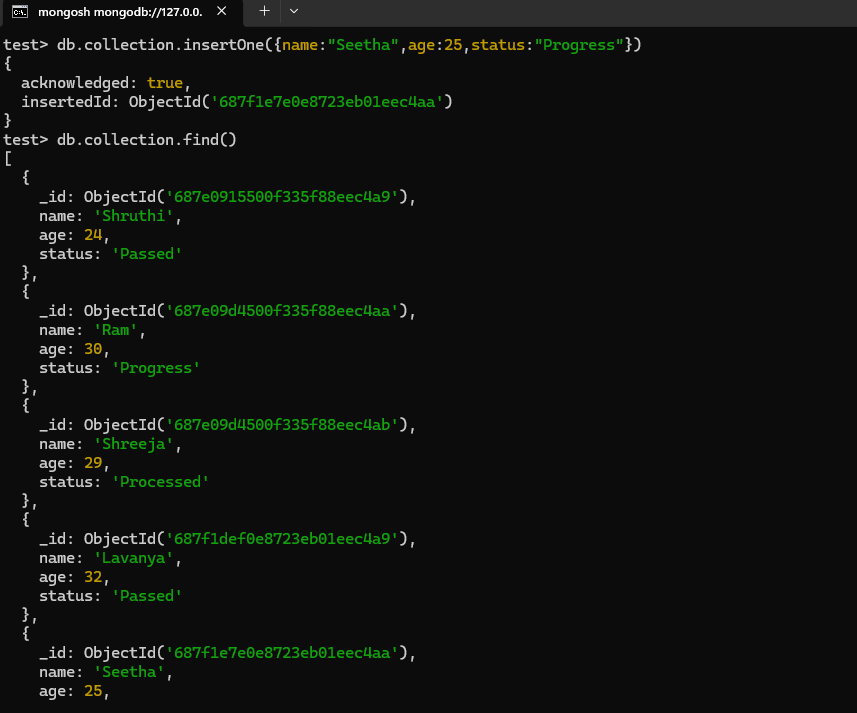 mongosh mongodb://127.0.0.
test> db.collection.insertOne({name:"Seetha",age:25,status:"Progress"})
{
  acknowledged: true,
  insertedId: ObjectId('687f1e7e0e8723eb01eec4aa')
}
test> db.collection.find()
[
  {
    _id: ObjectId('687e0915500f335f88eec4a9'),
    name: 'Shruthi',
    age: 24,
    status: 'Passed'
  },
  {
    _id: ObjectId('687e09d4500f335f88eec4aa'),
    name: 'Ram',
    age: 30,
    status: 'Progress'
  },
  {
    _id: ObjectId('687e09d4500f335f88eec4ab'),
    name: 'Shreeja',
    age: 29,
    status: 'Processed'
  },
  {
    _id: ObjectId('687f1def0e8723eb01eec4a9'),
    name: 'Lavanya',
    age: 32,
    status: 'Passed'
  },
  {
    _id: ObjectId('687f1e7e0e8723eb01eec4aa'),
    name: 'Seetha',
    age: 25,